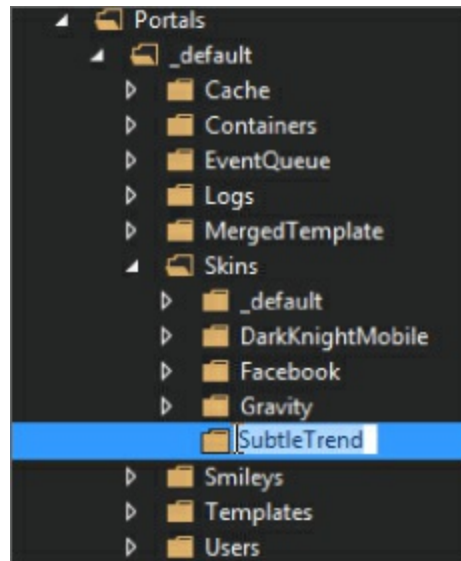 Portals
_default
Cache
Containers
EventQueue
Logs
MergedTemplate
Skins
_default
DarkKnightMobile
Facebook
Gravity
SubtleTrend
Smileys
Templates
Users